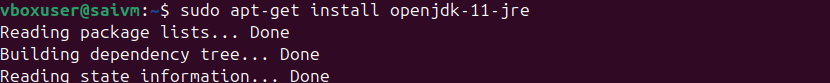 vboxuser@saivm:~$ sudo apt-get install openjdk-11-jre
Reading package lists... Done
Building dependency tree... Done
Reading state information... Done